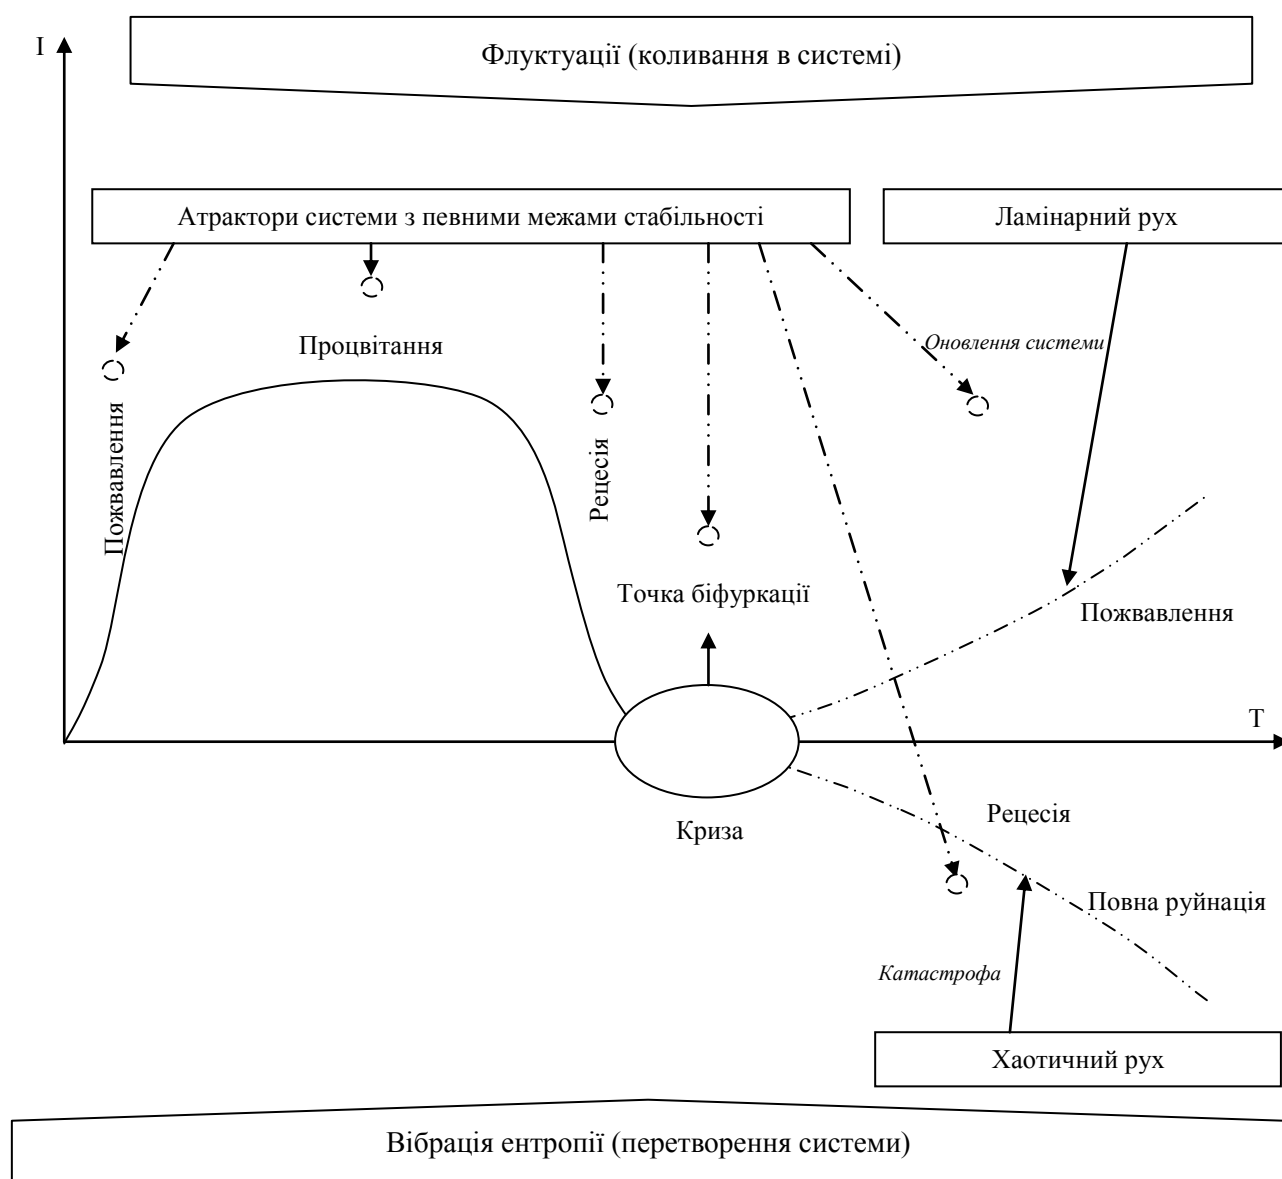 I
Флуктуації (коливання в системі)
Атрактори системи з певними межами стабільності
Ламінарний рух
Процвітання
Оновлення системи
Пожвавлення
Рецесія
Точка біфуркації
Пожвавлення
T
Рецесія
Криза
Повна руйнація
Катастрофа
Хаотичний рух
Вібрація ентропії (перетворення системи)